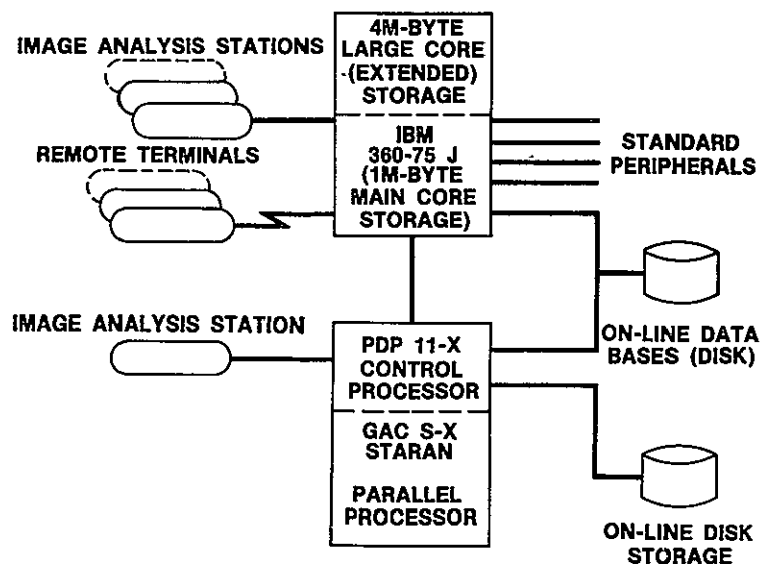 IMAGE ANALYSIS STATIONS
4M-BYTE
LARGE CORE
(EXTENDED)
STORAGE
REMOTE TERMINALS
IBM
360-75 J
(1M-BYTE
MAIN CORE
STORAGE)
STANDARD
PERIPHERALS
IMAGE ANALYSIS STATION
PDP 11-X
CONTROL
PROCESSOR
GAC S-X
STARAN
PARALLEL
PROCESSOR
ON-LINE DATA
BASES (DISK)
ON-LINE DISK
STORAGE